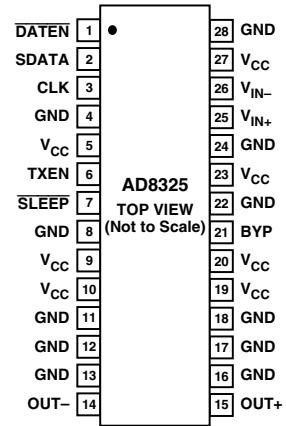 DATEN 1 28 GND
SDATA 2 27 VCC
CLK 3 26 VIN–
GND 4 25 VIN+
VCC 5 24 GND
TXEN 6 23 VCC
SLEEP 7 22 GND
GND 8 21 BYP
VCC 9 20 VCC
VCC 10 19 VCC
GND 11 18 GND
GND 12 17 GND
GND 13 16 GND
OUT– 14 15 OUT+
AD8325
TOP VIEW
(Not to Scale)